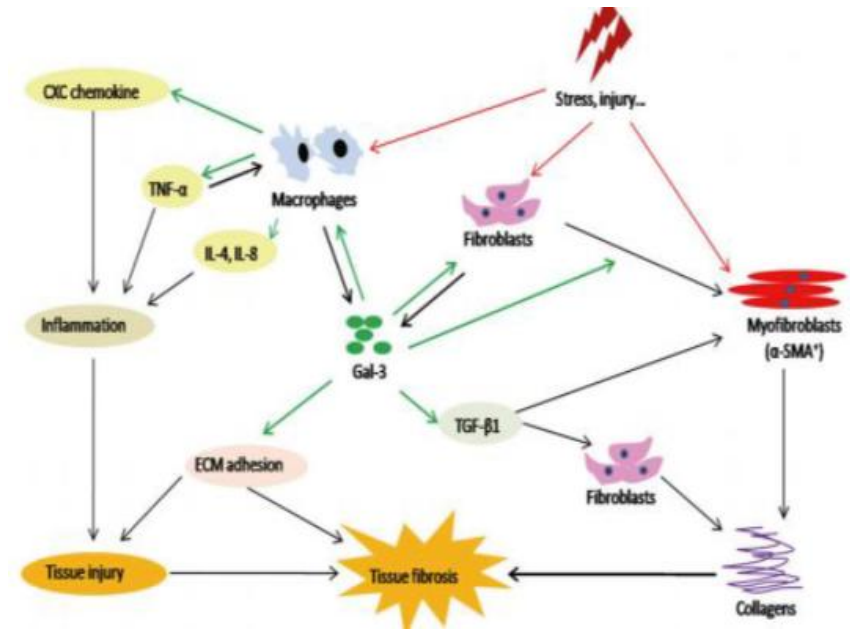 CXC chemokine
Stress, injury...
TNF-α
Macrophages
IL-4, IL-8
Fibroblasts
Inflammation
Myofibroblasts
(α-SMA⁺)
Gal-3
TGF-β1
ECM adhesion
Fibroblasts
Tissue injury
Tissue fibrosis
Collagens